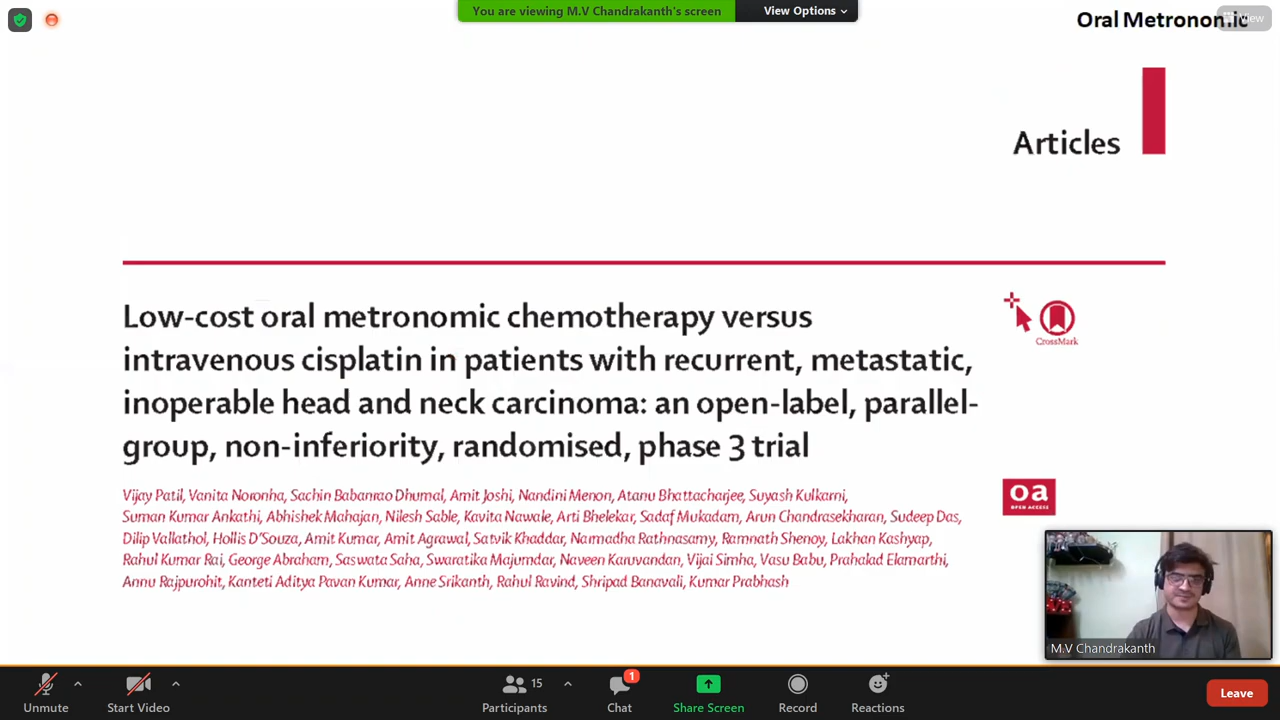 You are viewing M.V Chandrakanth's screen
View Options
View
Articles
Low-cost oral metronomic chemotherapy versus
intravenous cisplatin in patients with recurrent, metastatic,
inoperable head and neck carcinoma: an open-label, parallel-
group, non-inferiority, randomised, phase 3 trial
CrossMark
Vijay Patil, Vanita Noronha, Sachin Babanrao Dhumal, Amit Joshi, Nandini Menon, Atanu Bhattacharjee, Suyash Kulkarni,
Suman Kumar Ankathi, Abhishek Mahajan, Nilesh Sable, Kavita Nawale, Arti Bhelekar, Sadaf Mukadam, Arun Chandrasekharan, Sudeep Das,
Dilip Vallathol, Hollis D'Souza, Amit Kumar, Amit Agrawal, Satvik Khaddar, Narmadha Rathnasamy, Ramnath Shenoy, Lakhan Kashyap,
Rahul Kumar Rai, George Abraham, Saswata Saha, Swaratika Majumdar, Naveen Karuvandan, Vijai Simha, Vasu Babu, Prahalad Elamarthi,
Annu Rajpurohit, Kanteti Aditya Pavan Kumar, Anne Srikanth, Rahul Ravind, Shripad Banavali, Kumar Prabhash
oa
OPEN ACCESS
M.V Chandrakanth
Unmute
Start Video
15
Participants
1
Chat
Share Screen
Record
Reactions
Leave
Oral